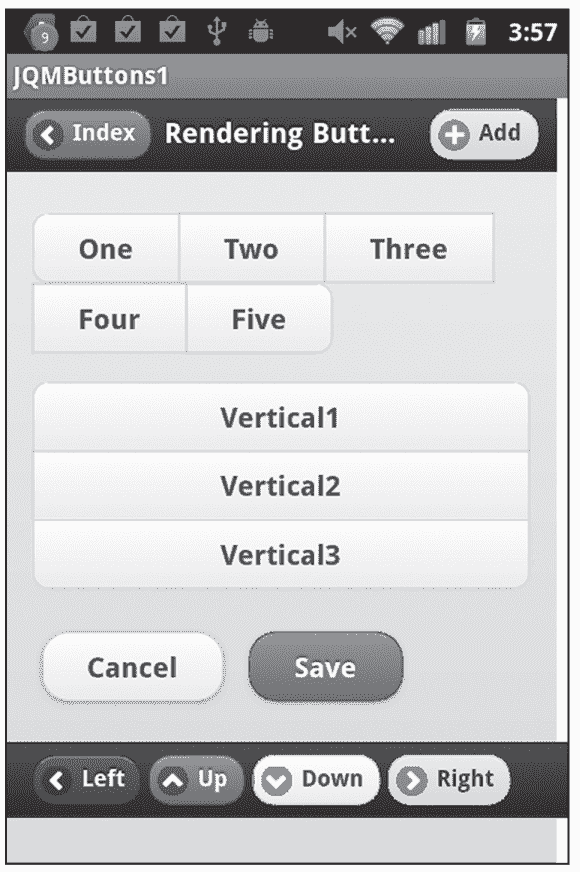 9 3:57
JQMButtons1
Index Rendering Butt... Add
One Two Three
Four Five
Vertical1
Vertical2
Vertical3
Cancel Save
Left Up Down Right